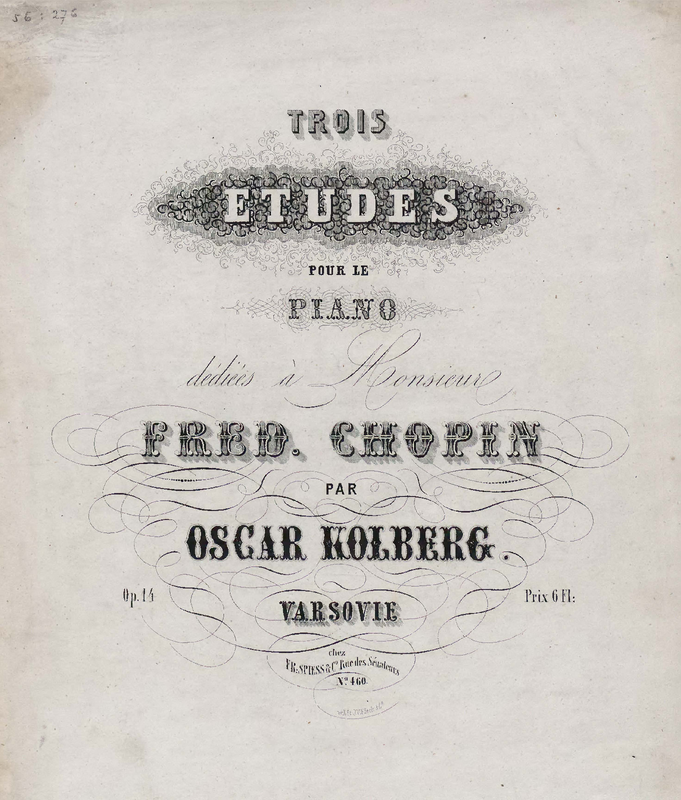 56 : 276
TROIS
ETUDES
POUR LE
PIANO
dédiées à Monsieur
FRED. CHOPIN
PAR
OSCAR KOLBERG.
Op. 14
Prix 6 Fl:
VARSOVIE
chez
FR: SPIESS & Cº Rue des Sénateurs
Nº 460.